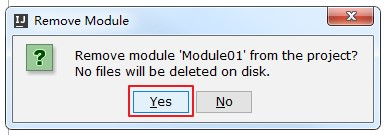 Remove Module
Remove module 'Module01' from the project?
No files will be deleted on disk.
Yes
No